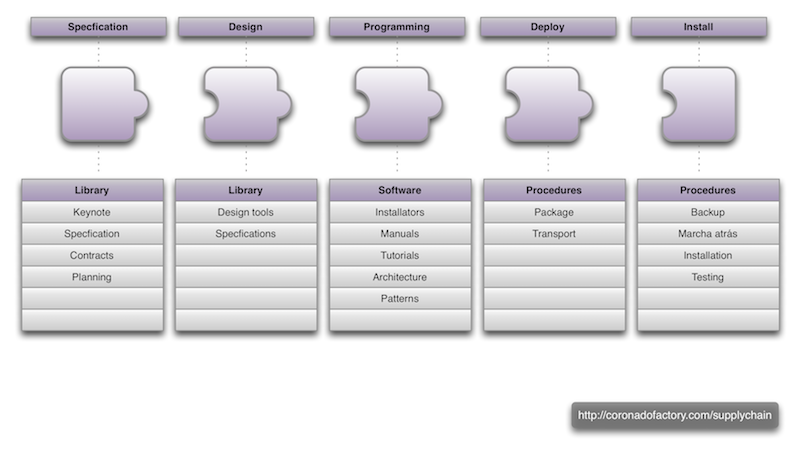 Specfication
Design
Programming
Deploy
Install
Library
Keynote
Specfication
Contracts
Planning
Library
Design tools
Specfications
Software
Installators
Manuals
Tutorials
Architecture
Patterns
Procedures
Package
Transport
Procedures
Backup
Marcha atrás
Installation
Testing
http://coronadofactory.com/supplychain